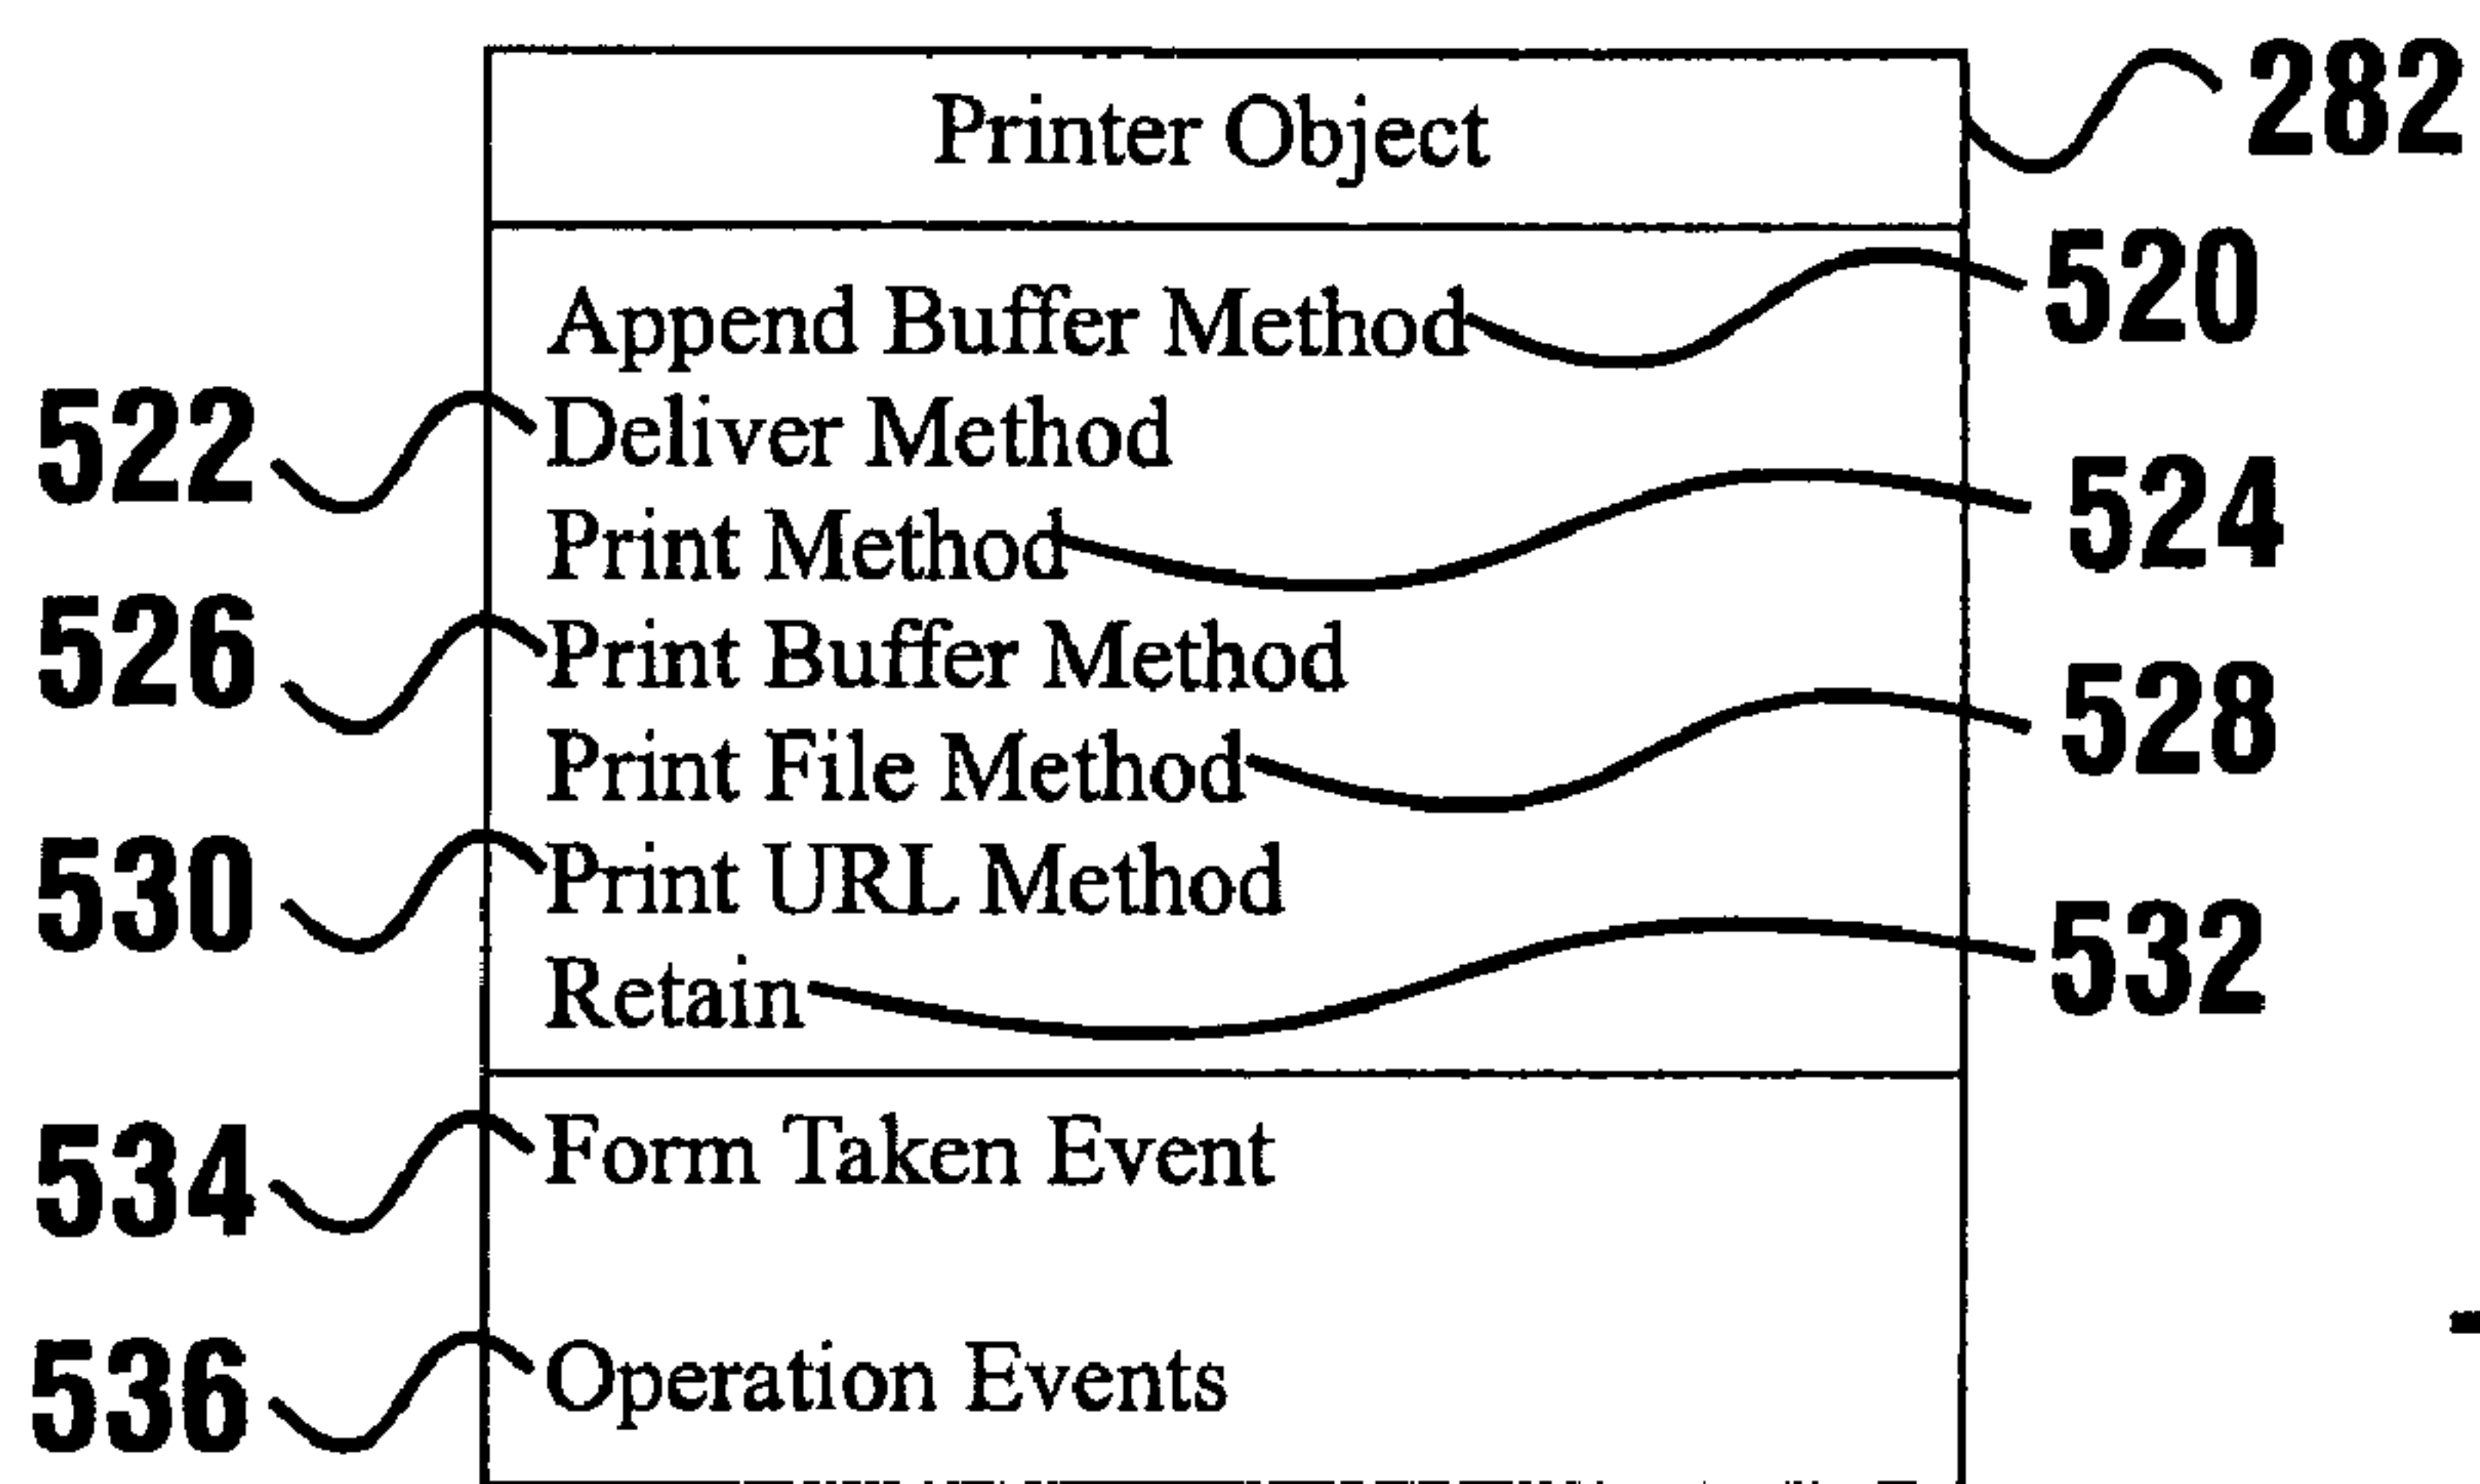 Printer Object 282
Append Buffer Method 520
522 Deliver Method
Print Method 524
526 Print Buffer Method
Print File Method 528
530 Print URL Method
Retain 532
534 Form Taken Event
536 Operation Events